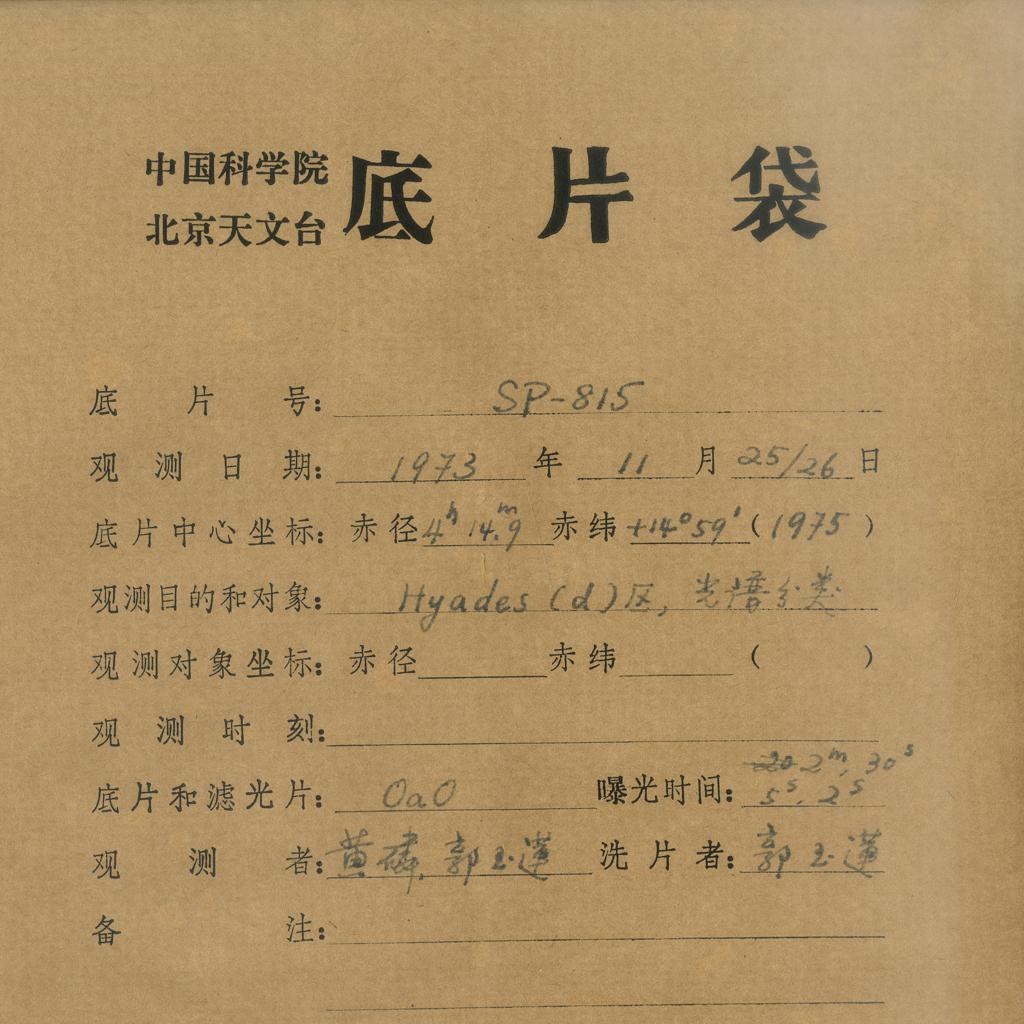 中国科学院
北京天文台 底片袋
底片号: SP-815
观测日期: 1973 年 11 月 25/26 日
底片中心坐标: 赤径 4ʰ 14ᵐ.9 赤纬 +14°59′ (1975)
观测目的和对象: Hyades (d) 区, 光谱分类
观测对象坐标: 赤径 赤纬 ( )
观测时刻:
底片和滤光片: OaO 曝光时间: 20 2ᵐ, 30ˢ
5ˢ, 2ˢ
观测者: 黄磷, 郭玉莲 洗片者: 郭玉莲
备注: